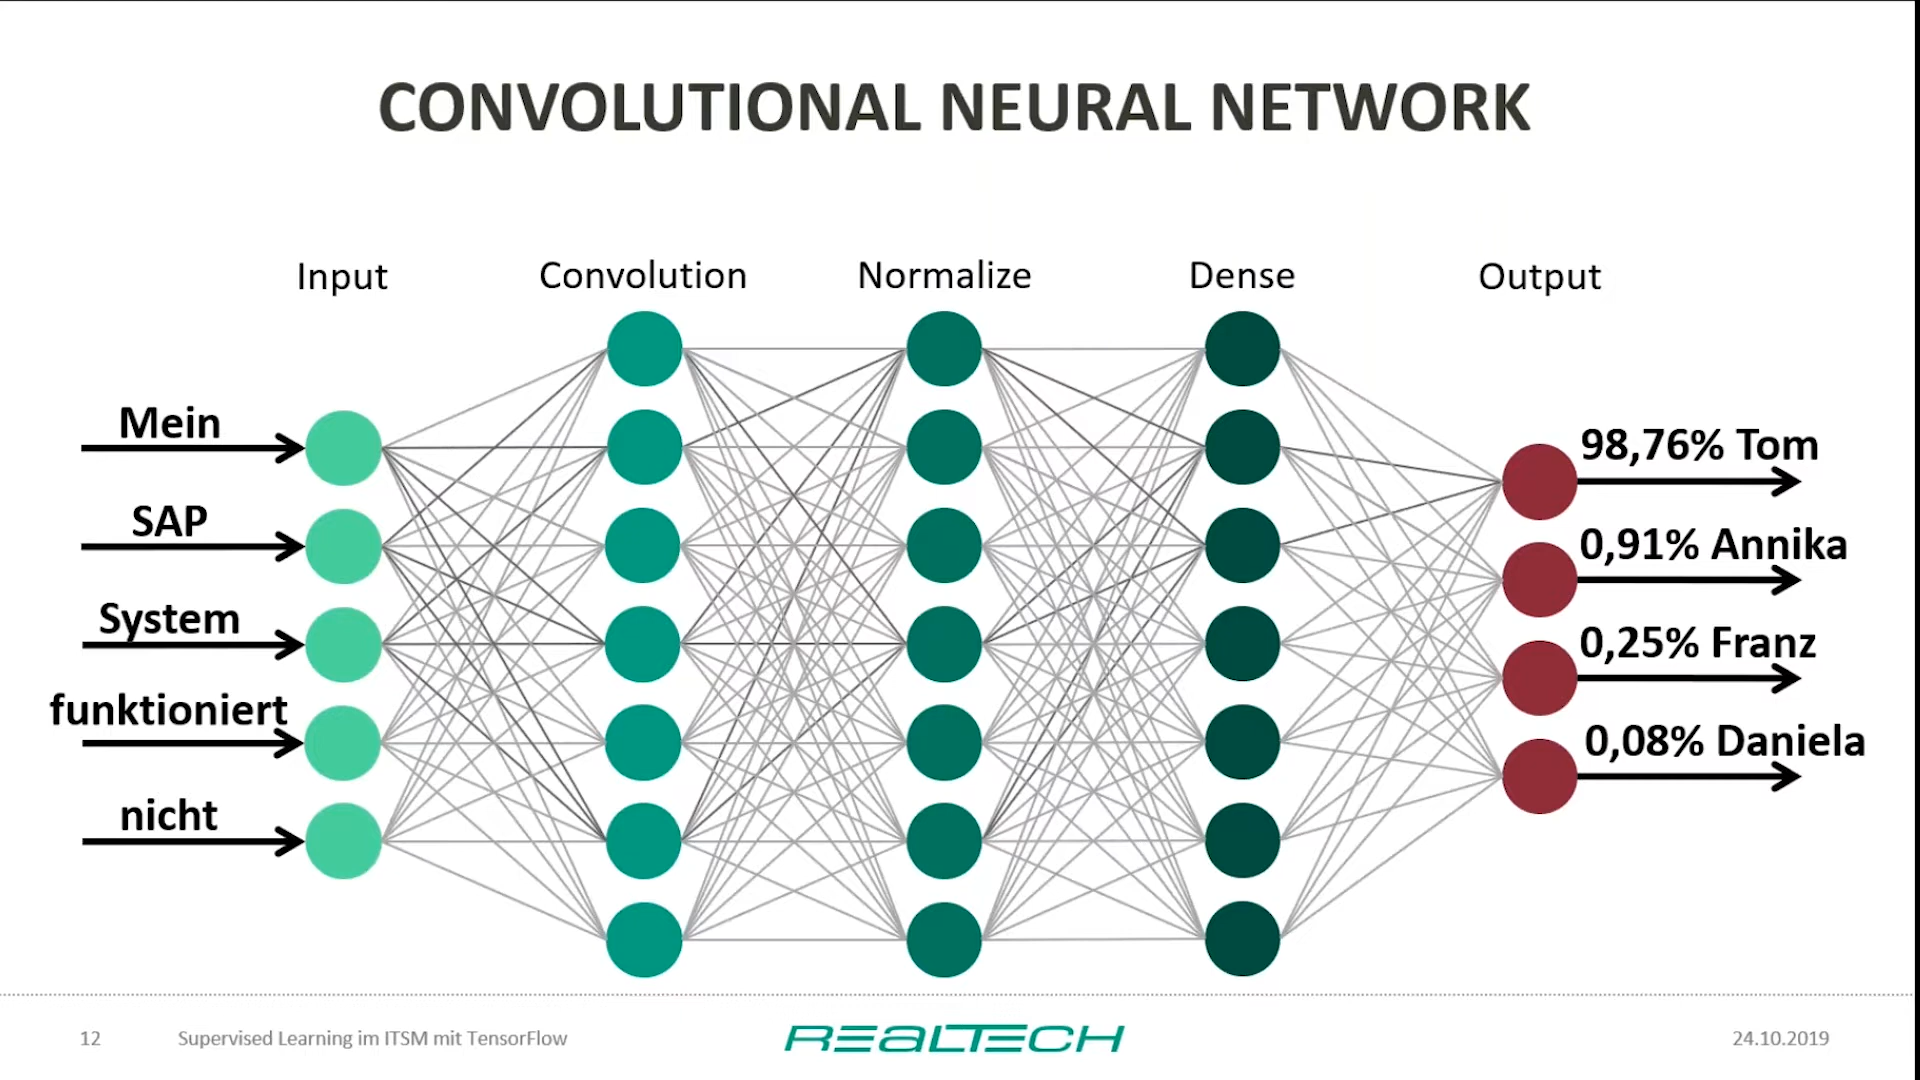 CONVOLUTIONAL NEURAL NETWORK
Input Convolution Normalize Dense Output
Mein
SAP
System
funktioniert
nicht
98,76% Tom
0,91% Annika
0,25% Franz
0,08% Daniela
12 Supervised Learning im ITSM mit TensorFlow REALTECH 24.10.2019